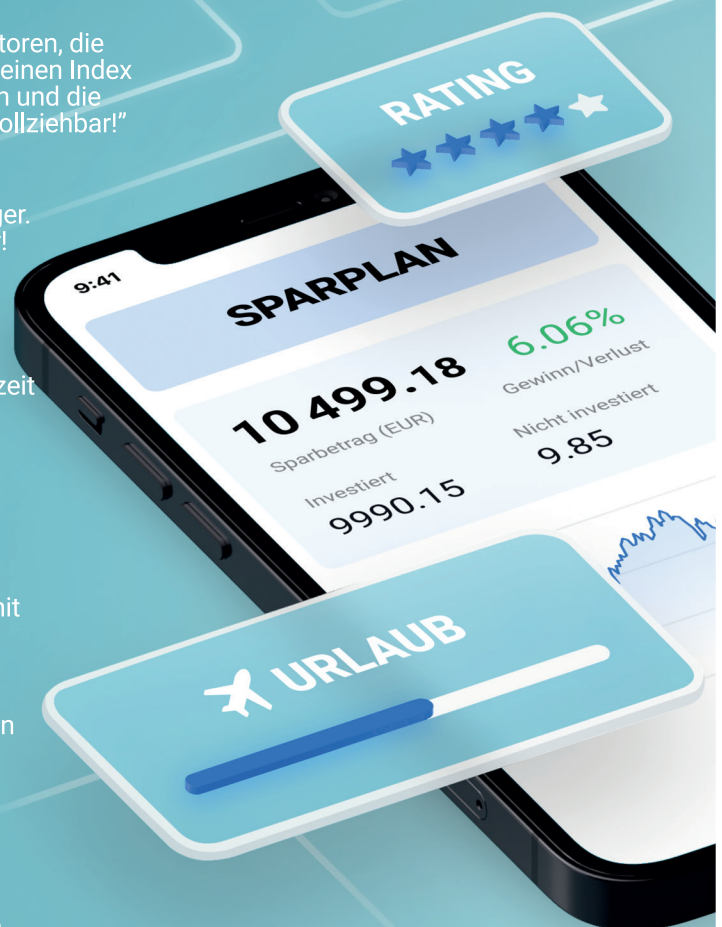 toren, die
einen Index
n und die
ollziehbar!”
ger.
!
zeit
nit
n
RATING
9:41
SPARPLAN
10 499.18
6.06%
Sparbetrag (EUR)
Gewinn/Verlust
Investiert
Nicht investiert
9990.15
9.85
URLAUB